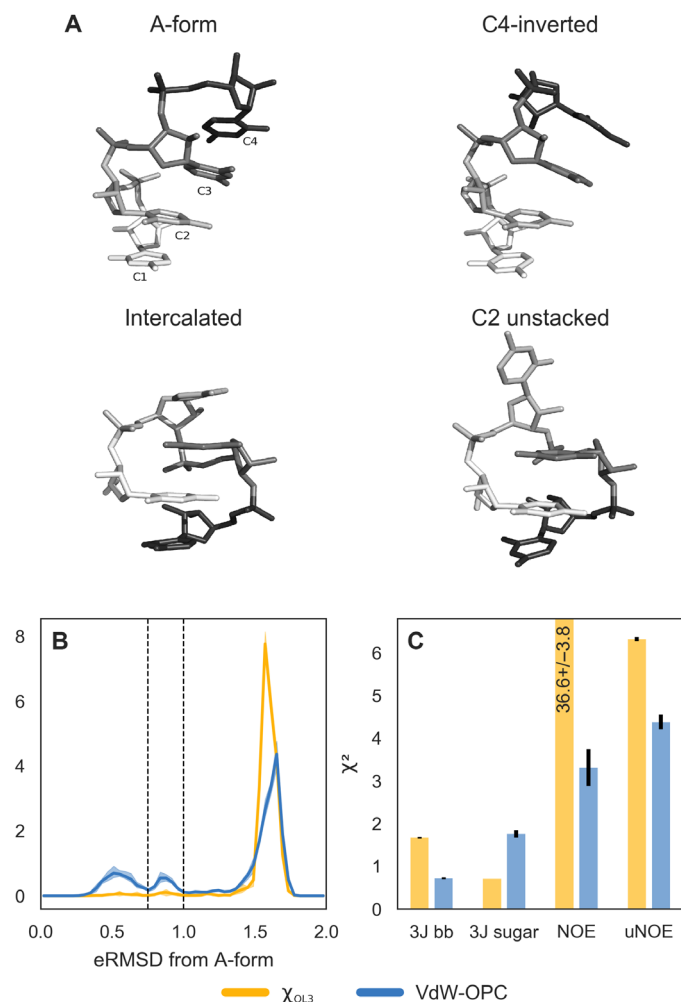 A
A-form
C4-inverted
C4
C3
C2
C1
Intercalated
C2 unstacked
B
8
6
4
2
0
0.0 0.5 1.0 1.5 2.0
eRMSD from A-form
C
χ²
6
5
4
3
2
1
0
36.6+/−3.8
3J bb 3J sugar NOE uNOE
χOL3 VdW-OPC